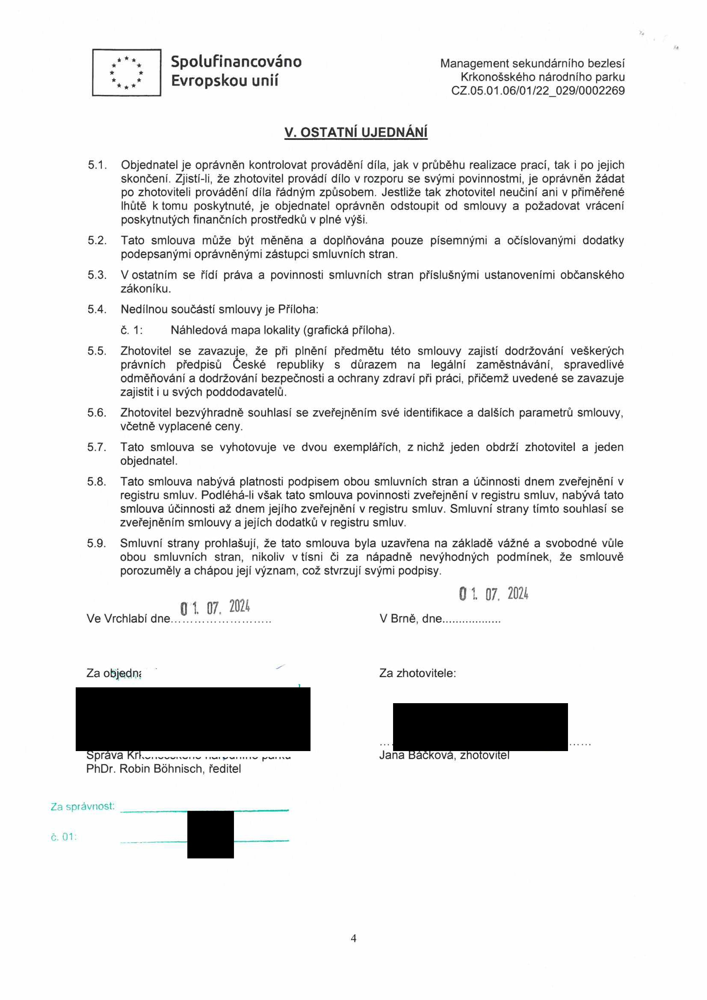 Spolufinancováno
Evropskou unií
Management sekundárního bezlesí
Krkonošského národního parku
CZ.05.01.06/01/22_029/0002269
V. OSTATNÍ UJEDNÁNÍ
5.1. Objednatel je oprávněn kontrolovat provádění díla, jak v průběhu realizace prací, tak i po jejich
skončení. Zjistí-li, že zhotovitel provádí dílo v rozporu se svými povinnostmi, je oprávněn žádat
po zhotoviteli provádění díla řádným způsobem. Jestliže tak zhotovitel neučiní ani v přiměřené
lhůtě k tomu poskytnuté, je objednatel oprávněn odstoupit od smlouvy a požadovat vrácení
poskytnutých finančních prostředků v plné výši.
5.2. Tato smlouva může být měněna a doplňována pouze písemnými a očíslovanými dodatky
podepsanými oprávněnými zástupci smluvních stran.
5.3. V ostatním se řídí práva a povinnosti smluvních stran příslušnými ustanoveními občanského
zákoníku.
5.4. Nedílnou součástí smlouvy je Příloha:
č. 1: Náhledová mapa lokality (grafická příloha).
5.5. Zhotovitel se zavazuje, že při plnění předmětu této smlouvy zajistí dodržování veškerých
právních předpisů České republiky s důrazem na legální zaměstnávání, spravedlivé
odměňování a dodržování bezpečnosti a ochrany zdraví při práci, přičemž uvedené se zavazuje
zajistit i u svých poddodavatelů.
5.6. Zhotovitel bezvýhradně souhlasí se zveřejněním své identifikace a dalších parametrů smlouvy,
včetně vyplacené ceny.
5.7. Tato smlouva se vyhotovuje ve dvou exemplářích, z nichž jeden obdrží zhotovitel a jeden
objednatel.
5.8. Tato smlouva nabývá platnosti podpisem obou smluvních stran a účinnosti dnem zveřejnění v
registru smluv. Podléhá-li však tato smlouva povinnosti zveřejnění v registru smluv, nabývá tato
smlouva účinnosti až dnem jejího zveřejnění v registru smluv. Smluvní strany tímto souhlasí se
zveřejněním smlouvy a jejích dodatků v registru smluv.
5.9. Smluvní strany prohlašují, že tato smlouva byla uzavřena na základě vážné a svobodné vůle
obou smluvních stran, nikoliv v tísni či za nápadně nevýhodných podmínek, že smlouvě
porozuměly a chápou její význam, což stvrzují svými podpisy.
01. 07. 2024
01. 07. 2024
Ve Vrchlabí dne...........................
V Brně, dne..................
Za
Za zhotovitele:
Správa
Jana Báčková, zhotovitel
PhDr. Robin Böhnisch, ředitel
Za správnost:
č. 01:
4